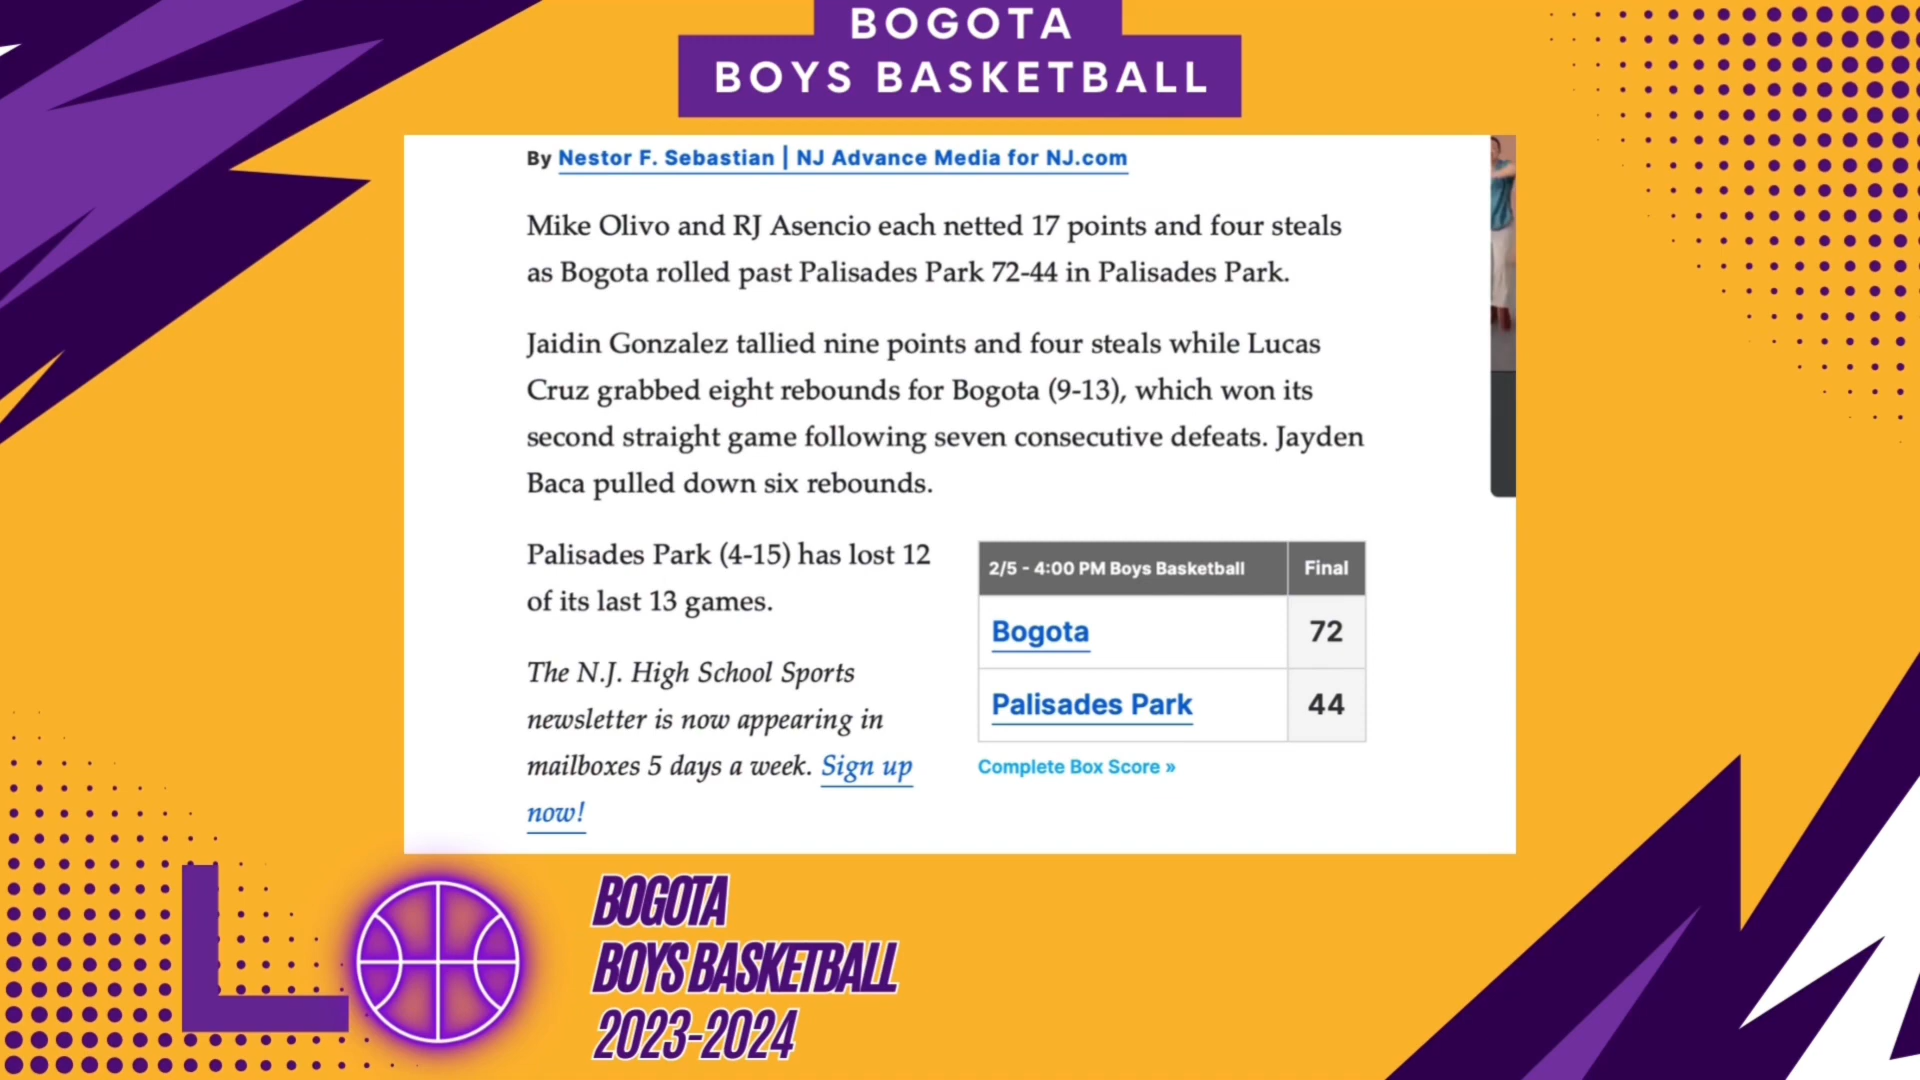 BOGOTA
BOYS BASKETBALL
By Nestor F. Sebastian | NJ Advance Media for NJ.com
Mike Olivo and RJ Asencio each netted 17 points and four steals
as Bogota rolled past Palisades Park 72-44 in Palisades Park.
Jaidin Gonzalez tallied nine points and four steals while Lucas
Cruz grabbed eight rebounds for Bogota (9-13), which won its
second straight game following seven consecutive defeats. Jayden
Baca pulled down six rebounds.
Palisades Park (4-15) has lost 12
of its last 13 games.
The N.J. High School Sports
newsletter is now appearing in
mailboxes 5 days a week. Sign up
now!
2/5 - 4:00 PM Boys Basketball Final
Bogota 72
Palisades Park 44
Complete Box Score »
L
BOGOTA
BOYS BASKETBALL
2023-2024